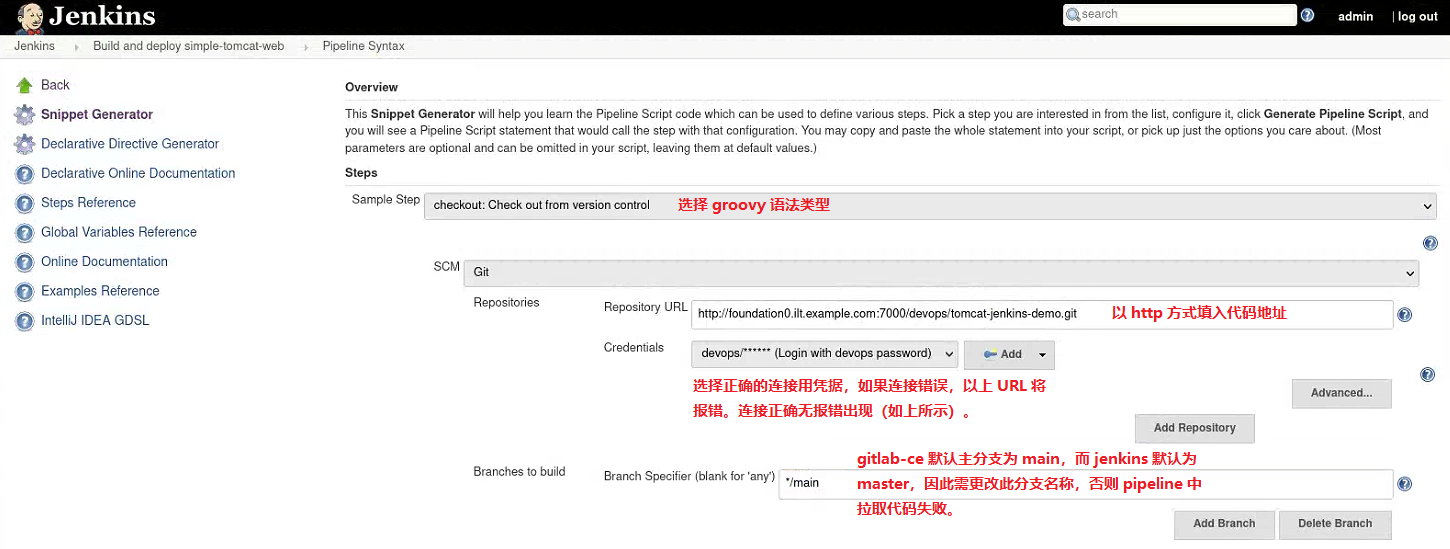 Jenkins
search
admin
| log out
Jenkins
Build and deploy simple-tomcat-web
Pipeline Syntax
Back
Snippet Generator
Declarative Directive Generator
Declarative Online Documentation
Steps Reference
Global Variables Reference
Online Documentation
Examples Reference
IntelliJ IDEA GDSL
Overview
This Snippet Generator will help you learn the Pipeline Script code which can be used to define various steps. Pick a step you are interested in from the list, configure it, click Generate Pipeline Script, and
you will see a Pipeline Script statement that would call the step with that configuration. You may copy and paste the whole statement into your script, or pick up just the options you care about. (Most
parameters are optional and can be omitted in your script, leaving them at default values.)
Steps
Sample Step
checkout: Check out from version control
选择 groovy 语法类型
SCM
Git
Repositories
Repository URL
http://foundation0.ilt.example.com:7000/devops/tomcat-jenkins-demo.git
以 http 方式填入代码地址
Credentials
devops/****** (Login with devops password)
Add
选择正确的连接用凭据，如果连接错误，以上 URL 将
报错。连接正确无报错出现（如上所示）。
Advanced...
Add Repository
Branches to build
Branch Specifier (blank for 'any')
*/main
gitlab-ce 默认主分支为 main，而 jenkins 默认为
master，因此需更改此分支名称，否则 pipeline 中
拉取代码失败。
Add Branch
Delete Branch